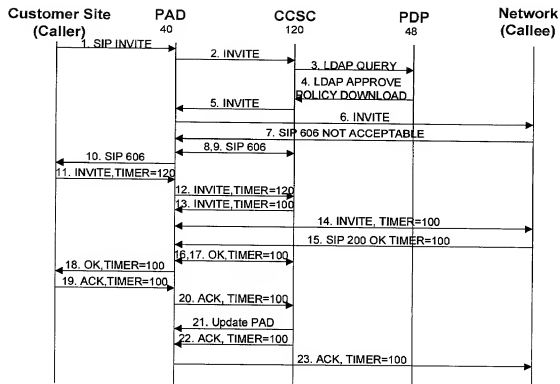 Customer Site PAD CCSC PDP Network
(Caller) 40 120 48 (Callee)
1. SIP INVITE
2. INVITE
3. LDAP QUERY
4. LDAP APPROVE
POLICY DOWNLOAD
5. INVITE
6. INVITE
7. SIP 606 NOT ACCEPTABLE
8,9. SIP 606
10. SIP 606
11. INVITE,TIMER=120
12. INVITE,TIMER=120
13. INVITE,TIMER=100
14. INVITE, TIMER=100
15. SIP 200 OK TIMER=100
16,17. OK,TIMER=100
18. OK,TIMER=100
19. ACK,TIMER=100
20. ACK, TIMER=100
21. Update PAD
22. ACK, TIMER=100
23. ACK, TIMER=100